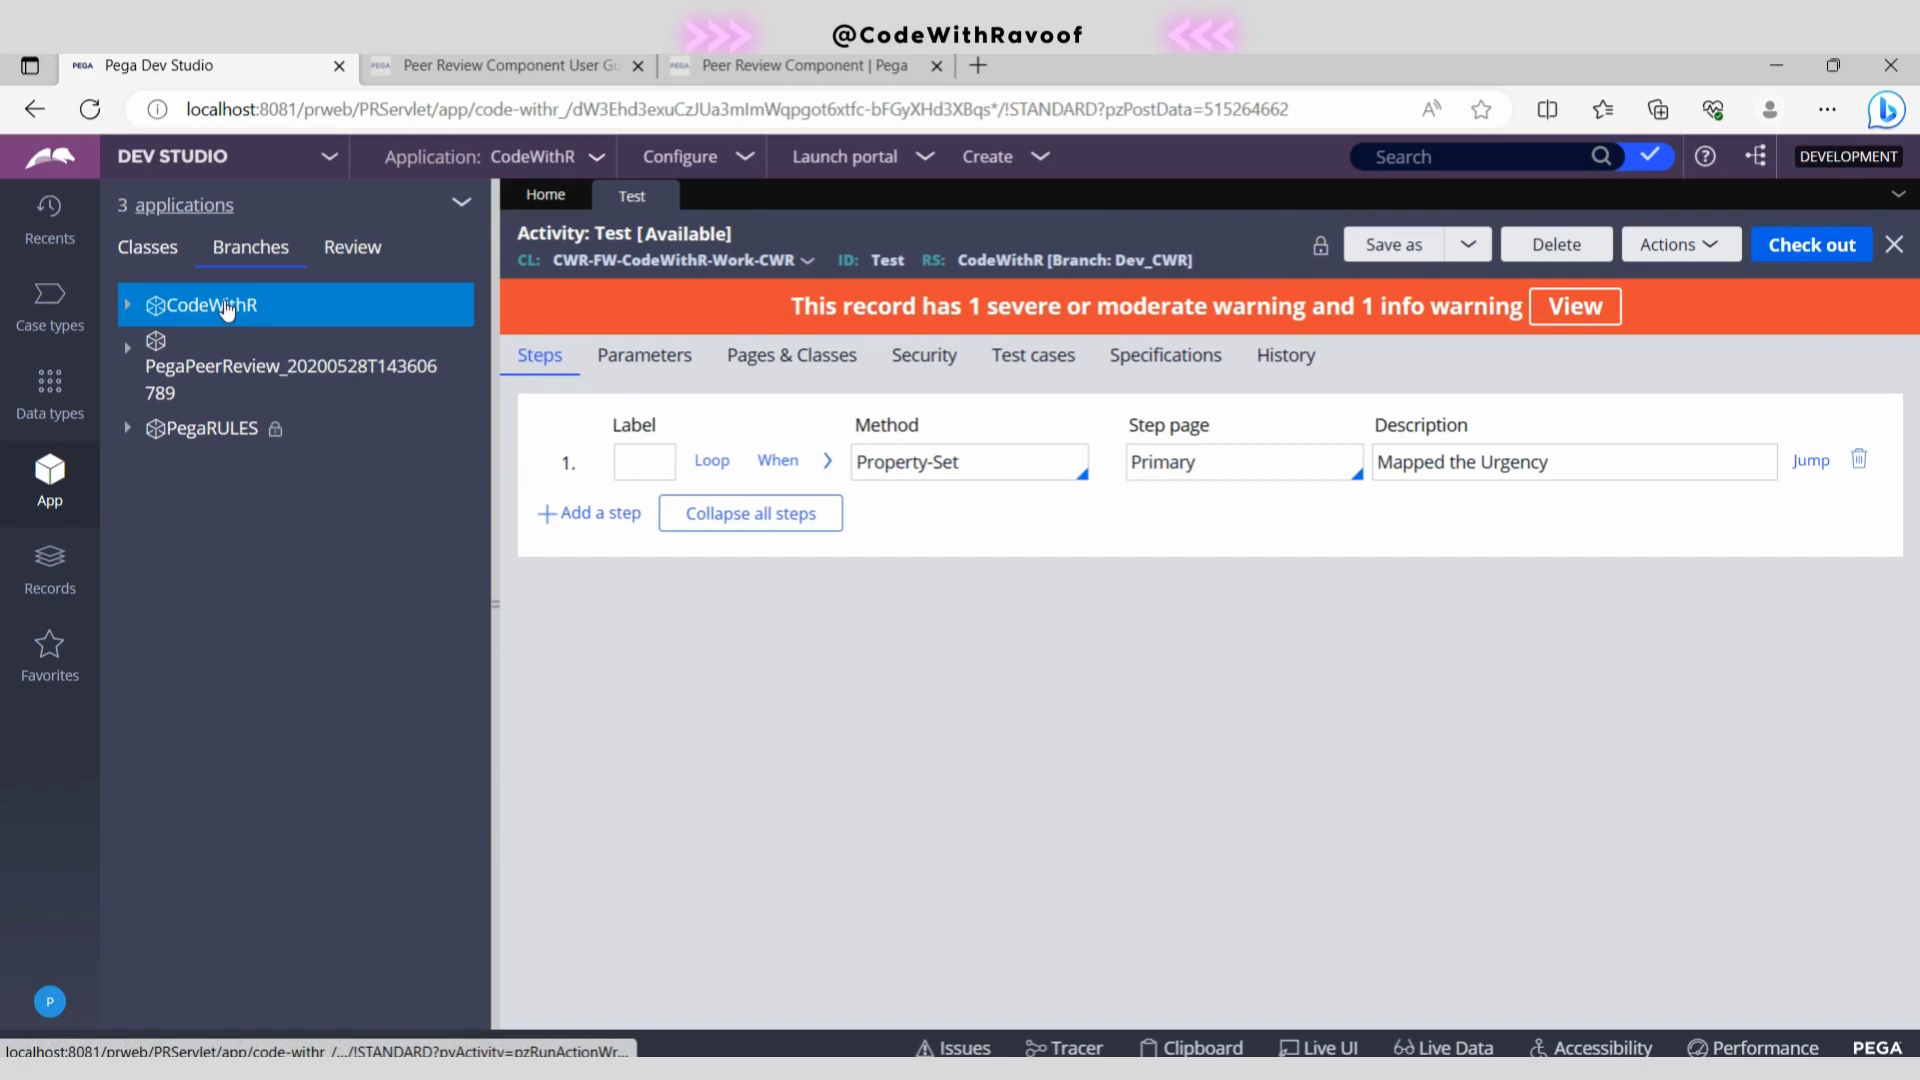 @CodeWithRavoof
PEGA Pega Dev Studio
PEGA Peer Review Component User Gu
PEGA Peer Review Component | Pega
localhost:8081/prweb/PRServlet/app/code-withr_/dW3Ehd3exuCzJUa3mImWqpgot6xtfc-bFGyXHd3XBqs*/!STANDARD?pzPostData=515264662
DEV STUDIO
Application: CodeWithR
Configure
Launch portal
Create
Search
DEVELOPMENT
Recents
Case types
Data types
App
Records
Favorites
P
3 applications
Classes Branches Review
CodeWithR
PegaPeerReview_20200528T143606
789
PegaRULES
Home Test
Activity: Test [Available]
CL: CWR-FW-CodeWithR-Work-CWR ID: Test RS: CodeWithR [Branch: Dev_CWR]
Save as Delete Actions Check out
This record has 1 severe or moderate warning and 1 info warning View
Steps Parameters Pages & Classes Security Test cases Specifications History
Label Method Step page Description
1. Loop When Property-Set Primary Mapped the Urgency Jump
Add a step Collapse all steps
localhost:8081/prweb/PRServlet/app/code-withr_/.../!STANDARD?pyActivity=pzRunActionWr...
Issues Tracer Clipboard Live UI Live Data Accessibility Performance PEGA